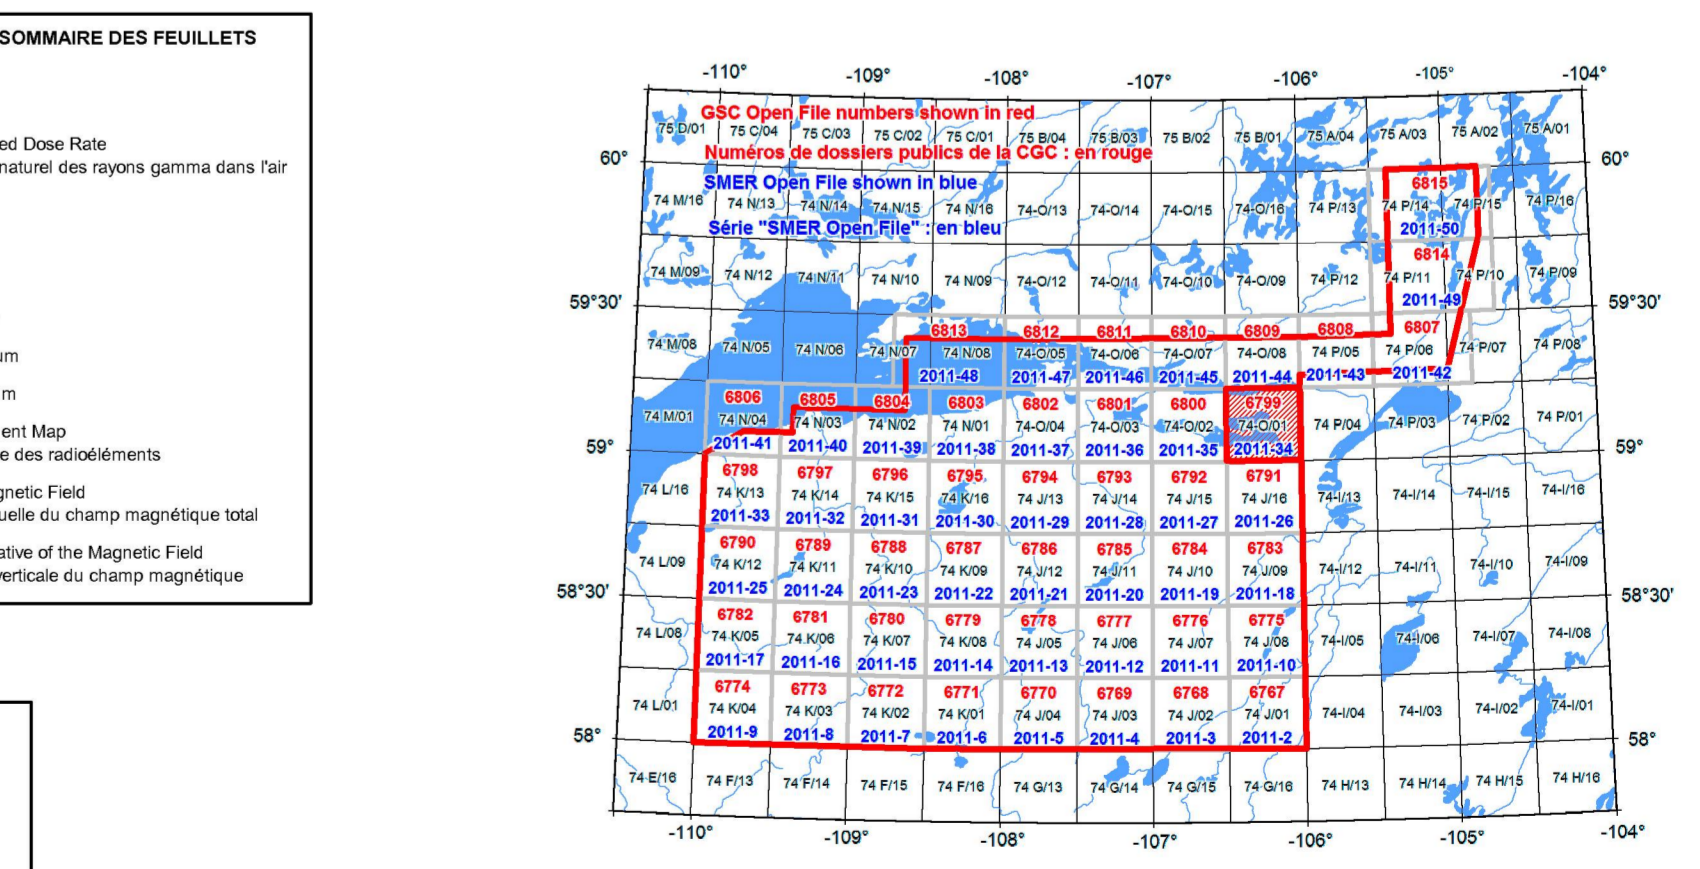 SOMMAIRE DES FEUILLETS
ed Dose Rate
naturel des rayons gamma dans l'air
um
m
ent Map
e des radioéléments
gnetic Field
uelle du champ magnétique total
ative of the Magnetic Field
verticale du champ magnétique
-110° -109° -108° -107° -106° -105° -104°
GSC Open File numbers shown in red
75 D/01 75 C/04 75 C/03 75 C/02 75 C/01 75 B/04 75 B/03 75 B/02 75 B/01 75 A/04 75 A/03 75 A/02 75 A/01
Numéros de dossiers publics de la CGC : en rouge
60° 60°
SMER Open File shown in blue
6815
74 M/16 74 N/13 74 N/14 74 N/15 74 N/16 74-O/13 74-O/14 74-O/15 74-O/16 74 P/13 74 P/14 74 P/15 74 P/16
Série "SMER Open File" : en bleu
2011-50
6814
74 M/09 74 N/12 74 N/11 74 N/10 74 N/09 74-O/12 74-O/11 74-O/10 74-O/09 74 P/12 74 P/11 74 P/10 74 P/09
2011-49
59°30' 59°30'
6813 6812 6811 6810 6809 6808 6807
74 M/08 74 N/05 74 N/06 74 N/07 74 N/08 74-O/05 74-O/06 74-O/07 74-O/08 74 P/05 74 P/06 74 P/07 74 P/08
2011-48 2011-47 2011-46 2011-45 2011-44 2011-43 2011-42
6806 6805 6804 6803 6802 6801 6800 6799
74 M/01 74 N/04 74 N/03 74 N/02 74 N/01 74-O/04 74-O/03 74-O/02 74-O/01 74 P/04 74 P/03 74 P/02 74 P/01
2011-41 2011-40 2011-39 2011-38 2011-37 2011-36 2011-35 2011-34
59° 59°
6798 6797 6796 6795 6794 6793 6792 6791
74 L/16 74 K/13 74 K/14 74 K/15 74 K/16 74 J/13 74 J/14 74 J/15 74 J/16 74-I/13 74-I/14 74-I/15 74-I/16
2011-33 2011-32 2011-31 2011-30 2011-29 2011-28 2011-27 2011-26
6790 6789 6788 6787 6786 6785 6784 6783
74 L/09 74 K/12 74 K/11 74 K/10 74 K/09 74 J/12 74 J/11 74 J/10 74 J/09 74-I/12 74-I/11 74-I/10 74-I/09
2011-25 2011-24 2011-23 2011-22 2011-21 2011-20 2011-19 2011-18
58°30' 58°30'
6782 6781 6780 6779 6778 6777 6776 6775
74 L/08 74 K/05 74 K/06 74 K/07 74 K/08 74 J/05 74 J/06 74 J/07 74 J/08 74-I/05 74-I/06 74-I/07 74-I/08
2011-17 2011-16 2011-15 2011-14 2011-13 2011-12 2011-11 2011-10
6774 6773 6772 6771 6770 6769 6768 6767
74 L/01 74 K/04 74 K/03 74 K/02 74 K/01 74 J/04 74 J/03 74 J/02 74 J/01 74-I/04 74-I/03 74-I/02 74-I/01
2011-9 2011-8 2011-7 2011-6 2011-5 2011-4 2011-3 2011-2
58° 58°
74-E/16 74 F/13 74 F/14 74 F/15 74 F/16 74 G/13 74 G/14 74 G/15 74 G/16 74 H/13 74 H/14 74 H/15 74 H/16
-110° -109° -108° -107° -106° -105° -104°